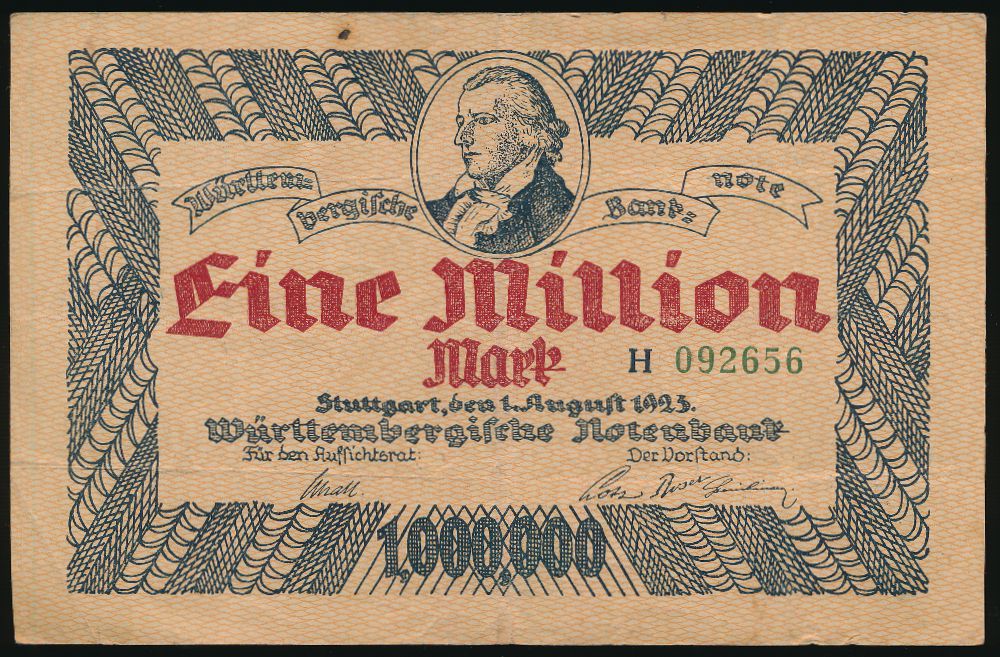 Württem=
bergische
Bank=
note
Eine Million
Mark
H 092656
Stuttgart, den 1. August 1923.
Württembergische Notenbank
Für den Aufsichtsrat:
Der Vorstand:
1,000,000